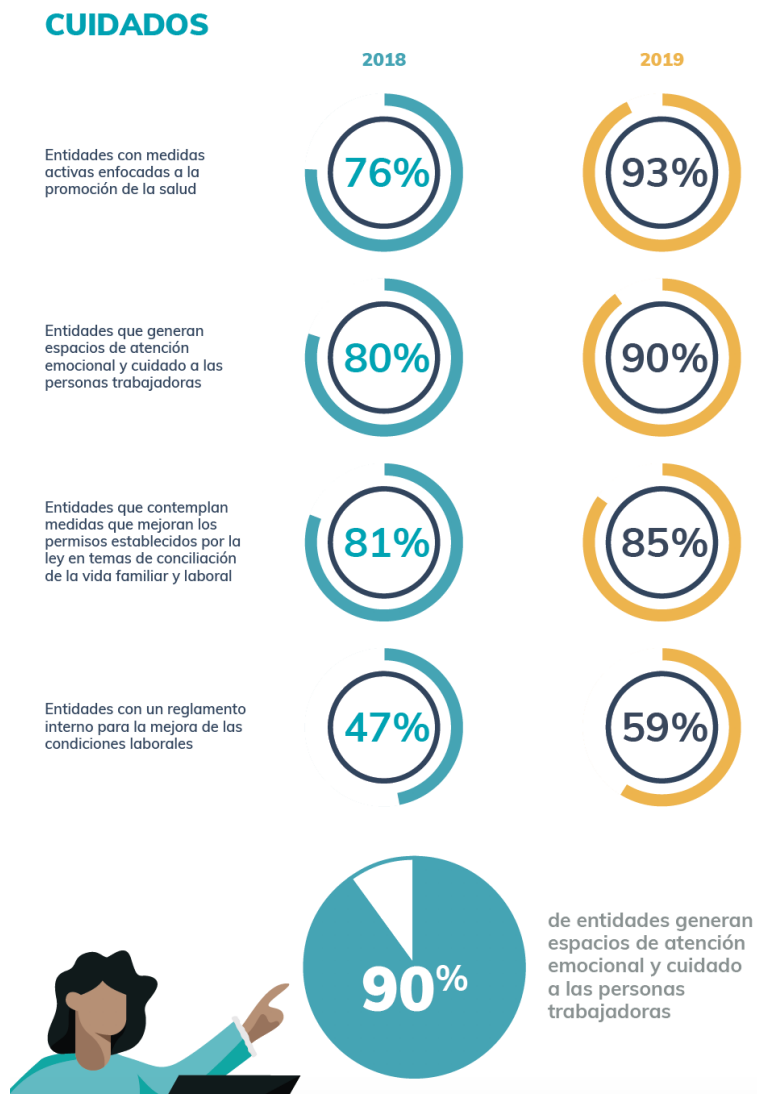 CUIDADOS
2018
2019
Entidades con medidas
activas enfocadas a la
promoción de la salud
76%
93%
Entidades que generan
espacios de atención
emocional y cuidado a las
personas trabajadoras
80%
90%
Entidades que contemplan
medidas que mejoran los
permisos establecidos por la
ley en temas de conciliación
de la vida familiar y laboral
81%
85%
Entidades con un reglamento
interno para la mejora de las
condiciones laborales
47%
59%
90%
de entidades generan
espacios de atención
emocional y cuidado
a las personas
trabajadoras